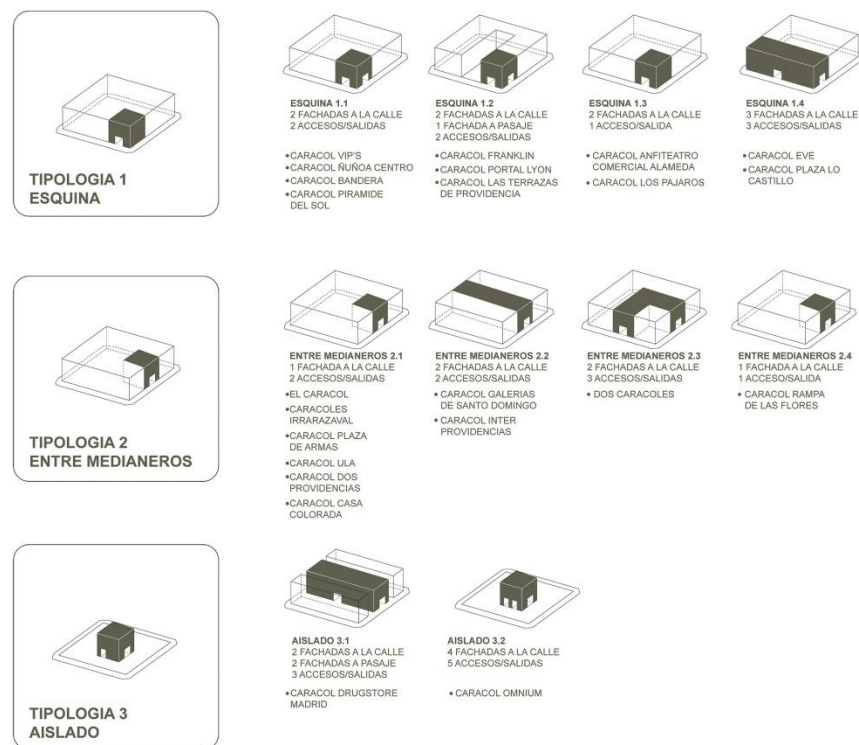 TIPOLOGIA 1
ESQUINA
ESQUINA 1.1
2 FACHADAS A LA CALLE
2 ACCESOS/SALIDAS
•CARACOL VIP'S
•CARACOL ÑUÑOA CENTRO
•CARACOL BANDERA
•CARACOL PIRAMIDE
DEL SOL
ESQUINA 1.2
2 FACHADAS A LA CALLE
1 FACHADA A PASAJE
2 ACCESOS/SALIDAS
•CARACOL FRANKLIN
•CARACOL PORTAL LYON
•CARACOL LAS TERRAZAS
DE PROVIDENCIA
ESQUINA 1.3
2 FACHADAS A LA CALLE
1 ACCESO/SALIDA
• CARACOL ANFITEATRO
COMERCIAL ALAMEDA
• CARACOL LOS PAJAROS
ESQUINA 1.4
3 FACHADAS A LA CALLE
3 ACCESOS/SALIDAS
• CARACOL EVE
• CARACOL PLAZA LO
CASTILLO
TIPOLOGIA 2
ENTRE MEDIANEROS
ENTRE MEDIANEROS 2.1
1 FACHADA A LA CALLE
2 ACCESOS/SALIDAS
•EL CARACOL
•CARACOLES
IRRARAZAVAL
•CARACOL PLAZA
DE ARMAS
•CARACOL ULA
•CARACOL DOS
PROVIDENCIAS
•CARACOL CASA
COLORADA
ENTRE MEDIANEROS 2.2
2 FACHADAS A LA CALLE
2 ACCESOS/SALIDAS
• CARACOL GALERIAS
DE SANTO DOMINGO
• CARACOL INTER
PROVIDENCIAS
ENTRE MEDIANEROS 2.3
2 FACHADAS A LA CALLE
3 ACCESOS/SALIDAS
• DOS CARACOLES
ENTRE MEDIANEROS 2.4
1 FACHADA A LA CALLE
1 ACCESO/SALIDA
• CARACOL RAMPA
DE LAS FLORES
TIPOLOGIA 3
AISLADO
AISLADO 3.1
2 FACHADAS A LA CALLE
2 FACHADAS A PASAJE
3 ACCESOS/SALIDAS
•CARACOL DRUGSTORE
MADRID
AISLADO 3.2
4 FACHADAS A LA CALLE
5 ACCESOS/SALIDAS
• CARACOL OMNIUM